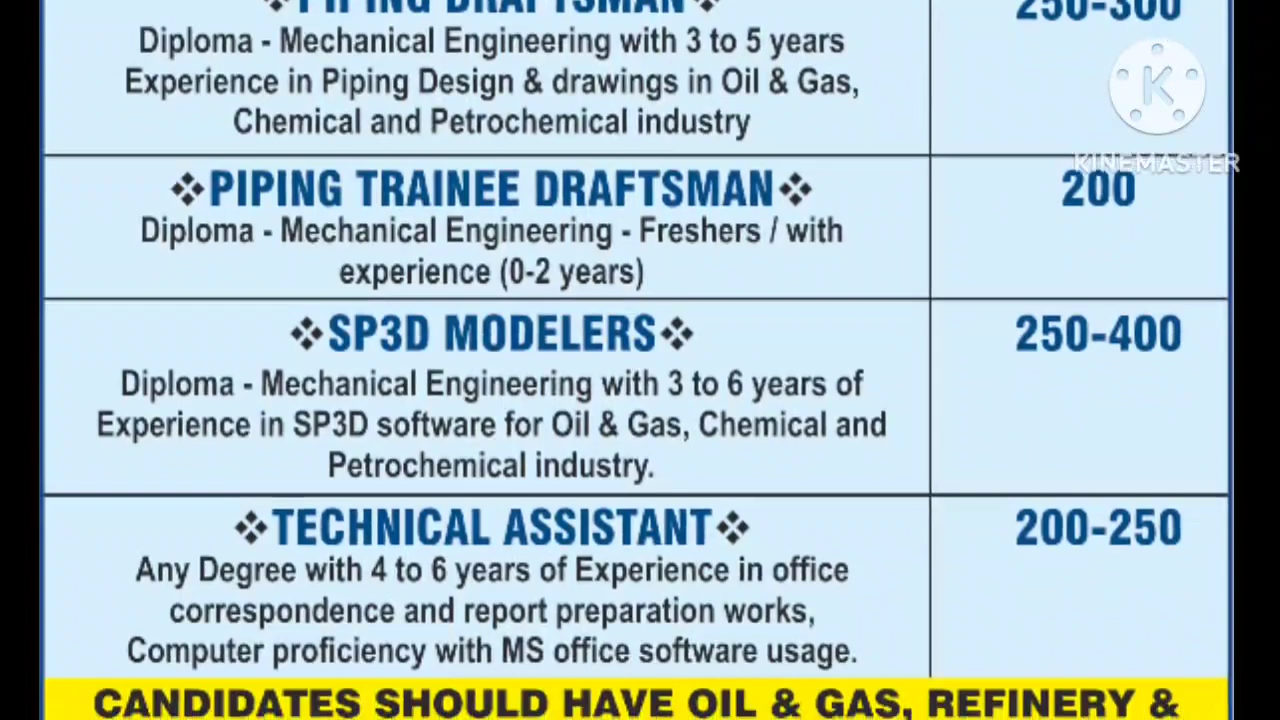 ❖PIPING DRAFTSMAN❖
250-300
Diploma - Mechanical Engineering with 3 to 5 years
Experience in Piping Design & drawings in Oil & Gas,
Chemical and Petrochemical industry
K
KINEMASTER
❖PIPING TRAINEE DRAFTSMAN❖
200
Diploma - Mechanical Engineering - Freshers / with
experience (0-2 years)
❖SP3D MODELERS❖
250-400
Diploma - Mechanical Engineering with 3 to 6 years of
Experience in SP3D software for Oil & Gas, Chemical and
Petrochemical industry.
❖TECHNICAL ASSISTANT❖
200-250
Any Degree with 4 to 6 years of Experience in office
correspondence and report preparation works,
Computer proficiency with MS office software usage.
CANDIDATES SHOULD HAVE OIL & GAS, REFINERY &